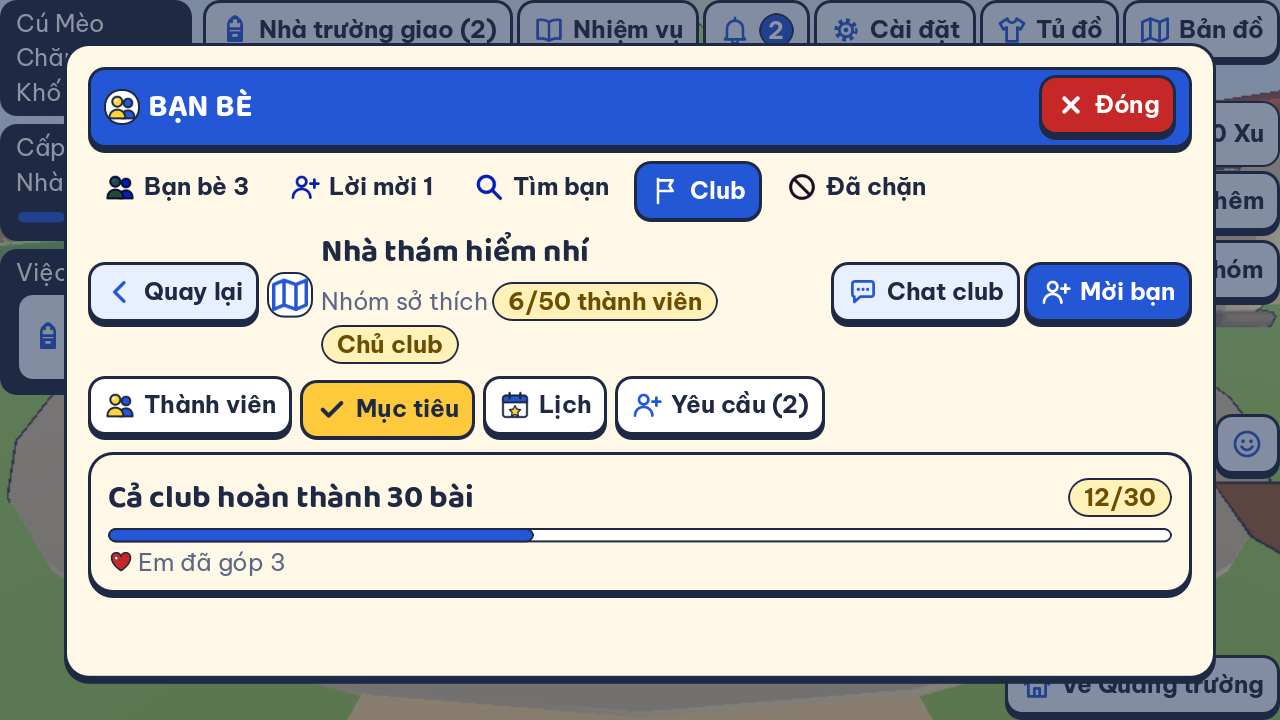 Cú Mèo
Nhà trường giao (2)
Nhiệm vụ
2
Cài đặt
Tủ đồ
Bản đồ
Khố
BẠN BÈ
Đóng
Xu
Cấp
Nhà
Bạn bè 3
Lời mời 1
Tìm bạn
Club
Đã chặn
Nhà thám hiểm nhí
Quay lại
Nhóm sở thích
6/50 thành viên
Chủ club
Chat club
Mời bạn
Thành viên
Mục tiêu
Lịch
Yêu cầu (2)
Cả club hoàn thành 30 bài
12/30
Em đã góp 3
Về Quảng trường